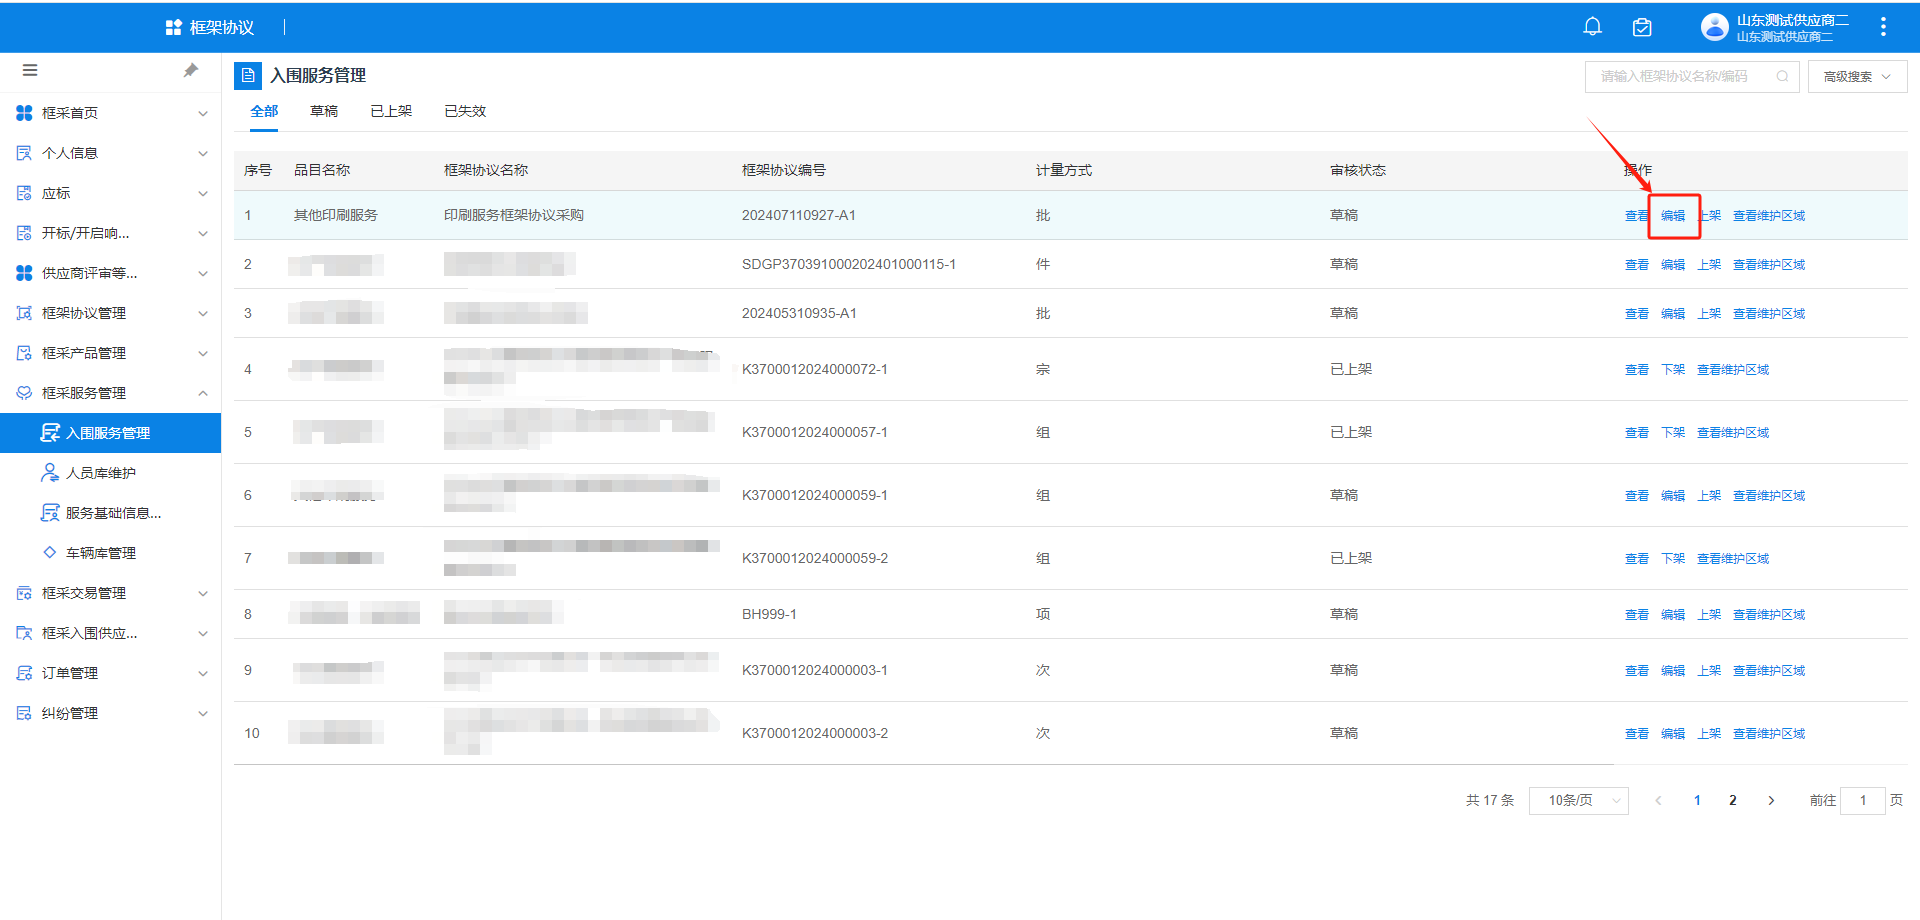 框架协议
山东测试供应商二
山东测试供应商二
框采首页
个人信息
应标
开标/开启响...
供应商评审等...
框架协议管理
框采产品管理
框采服务管理
入围服务管理
人员库维护
服务基础信息...
车辆库管理
框采交易管理
框采入围供应...
订单管理
纠纷管理
入围服务管理
请输入框架协议名称/编码
高级搜索
全部 草稿 已上架 已失效
序号 品目名称 框架协议名称 框架协议编号 计量方式 审核状态 操作
1 其他印刷服务 印刷服务框架协议采购 202407110927-A1 批 草稿 查看 编辑 上架 查看维护区域
2 SDGP370391000202401000115-1 件 草稿 查看 编辑 上架 查看维护区域
3 202405310935-A1 批 草稿 查看 编辑 上架 查看维护区域
4 K3700012024000072-1 宗 已上架 查看 下架 查看维护区域
5 K3700012024000057-1 组 已上架 查看 下架 查看维护区域
6 K3700012024000059-1 组 草稿 查看 编辑 上架 查看维护区域
7 K3700012024000059-2 组 已上架 查看 下架 查看维护区域
8 BH999-1 项 草稿 查看 编辑 上架 查看维护区域
9 K3700012024000003-1 次 草稿 查看 编辑 上架 查看维护区域
10 K3700012024000003-2 次 草稿 查看 编辑 上架 查看维护区域
共 17 条 10条/页 1 2 前往 1 页